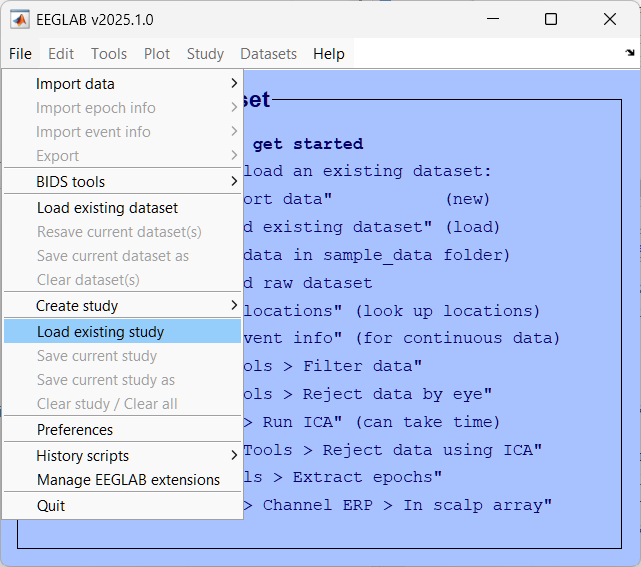 EEGLAB v2025.1.0
File Edit Tools Plot Study Datasets Help
Import data
Import epoch info
Import event info
Export
BIDS tools
Load existing dataset
Resave current dataset(s)
Save current dataset as
Clear dataset(s)
Create study
Load existing study
Save current study
Save current study as
Clear study / Clear all
Preferences
History scripts
Manage EEGLAB extensions
Quit
set
get started
load an existing dataset:
ort data" (new)
d existing dataset" (load)
data in sample_data folder)
d raw dataset
locations" (look up locations)
vent info" (for continuous data)
ols > Filter data"
ols > Reject data by eye"
> Run ICA" (can take time)
Tools > Reject data using ICA"
ls > Extract epochs"
> Channel ERP > In scalp array"